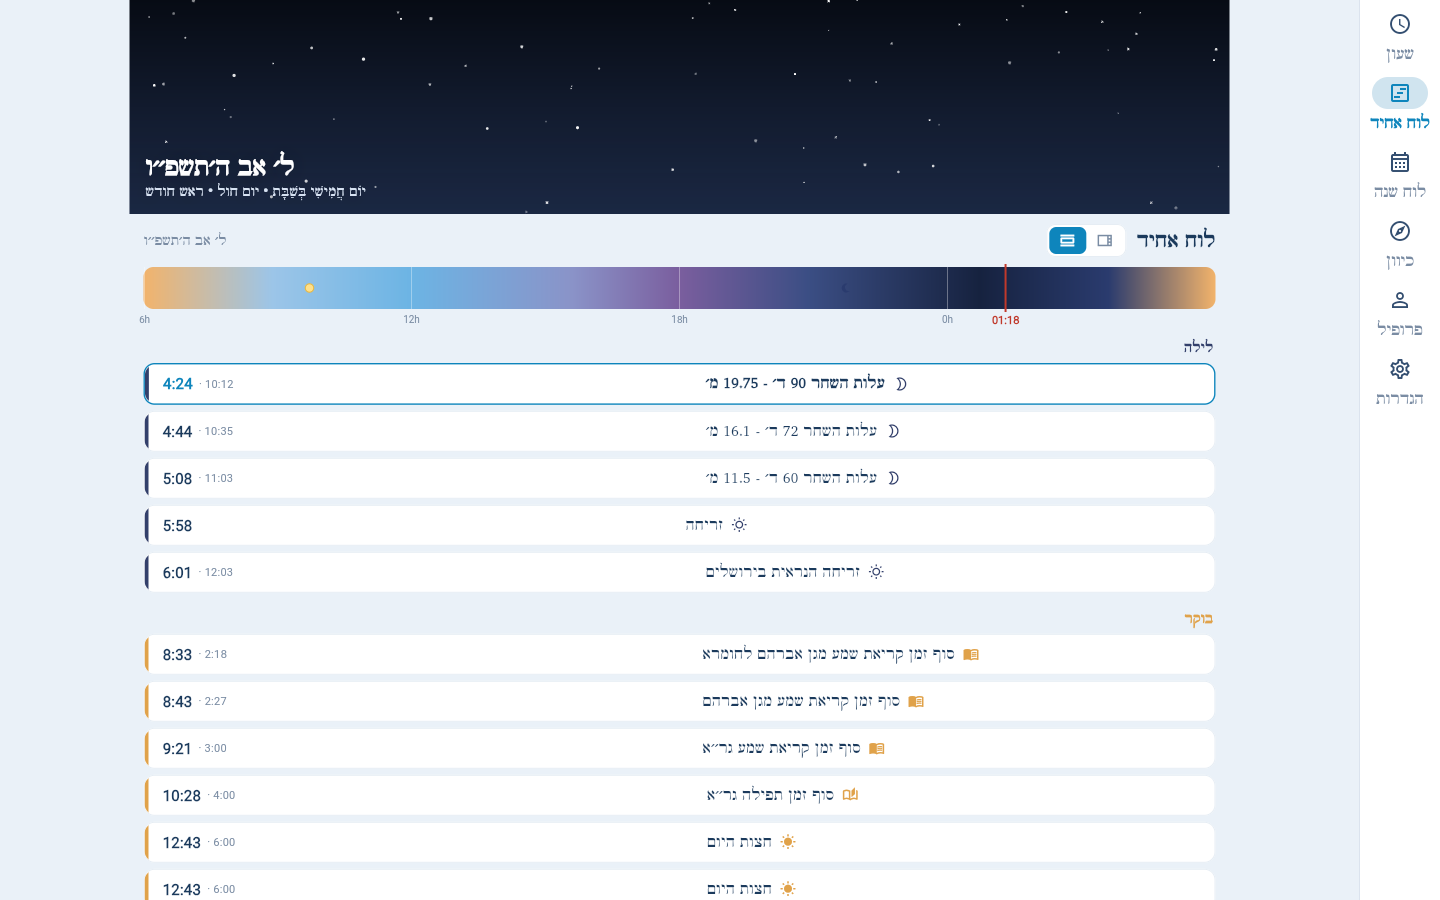 שעון
לוח אחיד
לוח שנה
כיוון
פרופיל
הגדרות
ל׳ אב ה׳תשפ״ו
יוֹם חֲמִישִׁי בְּשַׁבָּת • יום חול • ראש חודש
לוח אחיד
ל׳ אב ה׳תשפ״ו
6h 12h 18h 0h 01:18
לילה
עלות השחר 90 ד׳ - 19.75 מ׳ 4:24 · 10:12
עלות השחר 72 ד׳ - 16.1 מ׳ 4:44 · 10:35
עלות השחר 60 ד׳ - 11.5 מ׳ 5:08 · 11:03
זריחה 5:58
זריחה הנראית בירושלים 6:01 · 12:03
בוקר
סוף זמן קריאת שמע מגן אברהם לחומרא 8:33 · 2:18
סוף זמן קריאת שמע מגן אברהם 8:43 · 2:27
סוף זמן קריאת שמע גר״א 9:21 · 3:00
סוף זמן תפילה גר״א 10:28 · 4:00
חצות היום 12:43 · 6:00
חצות היום 12:43 · 6:00